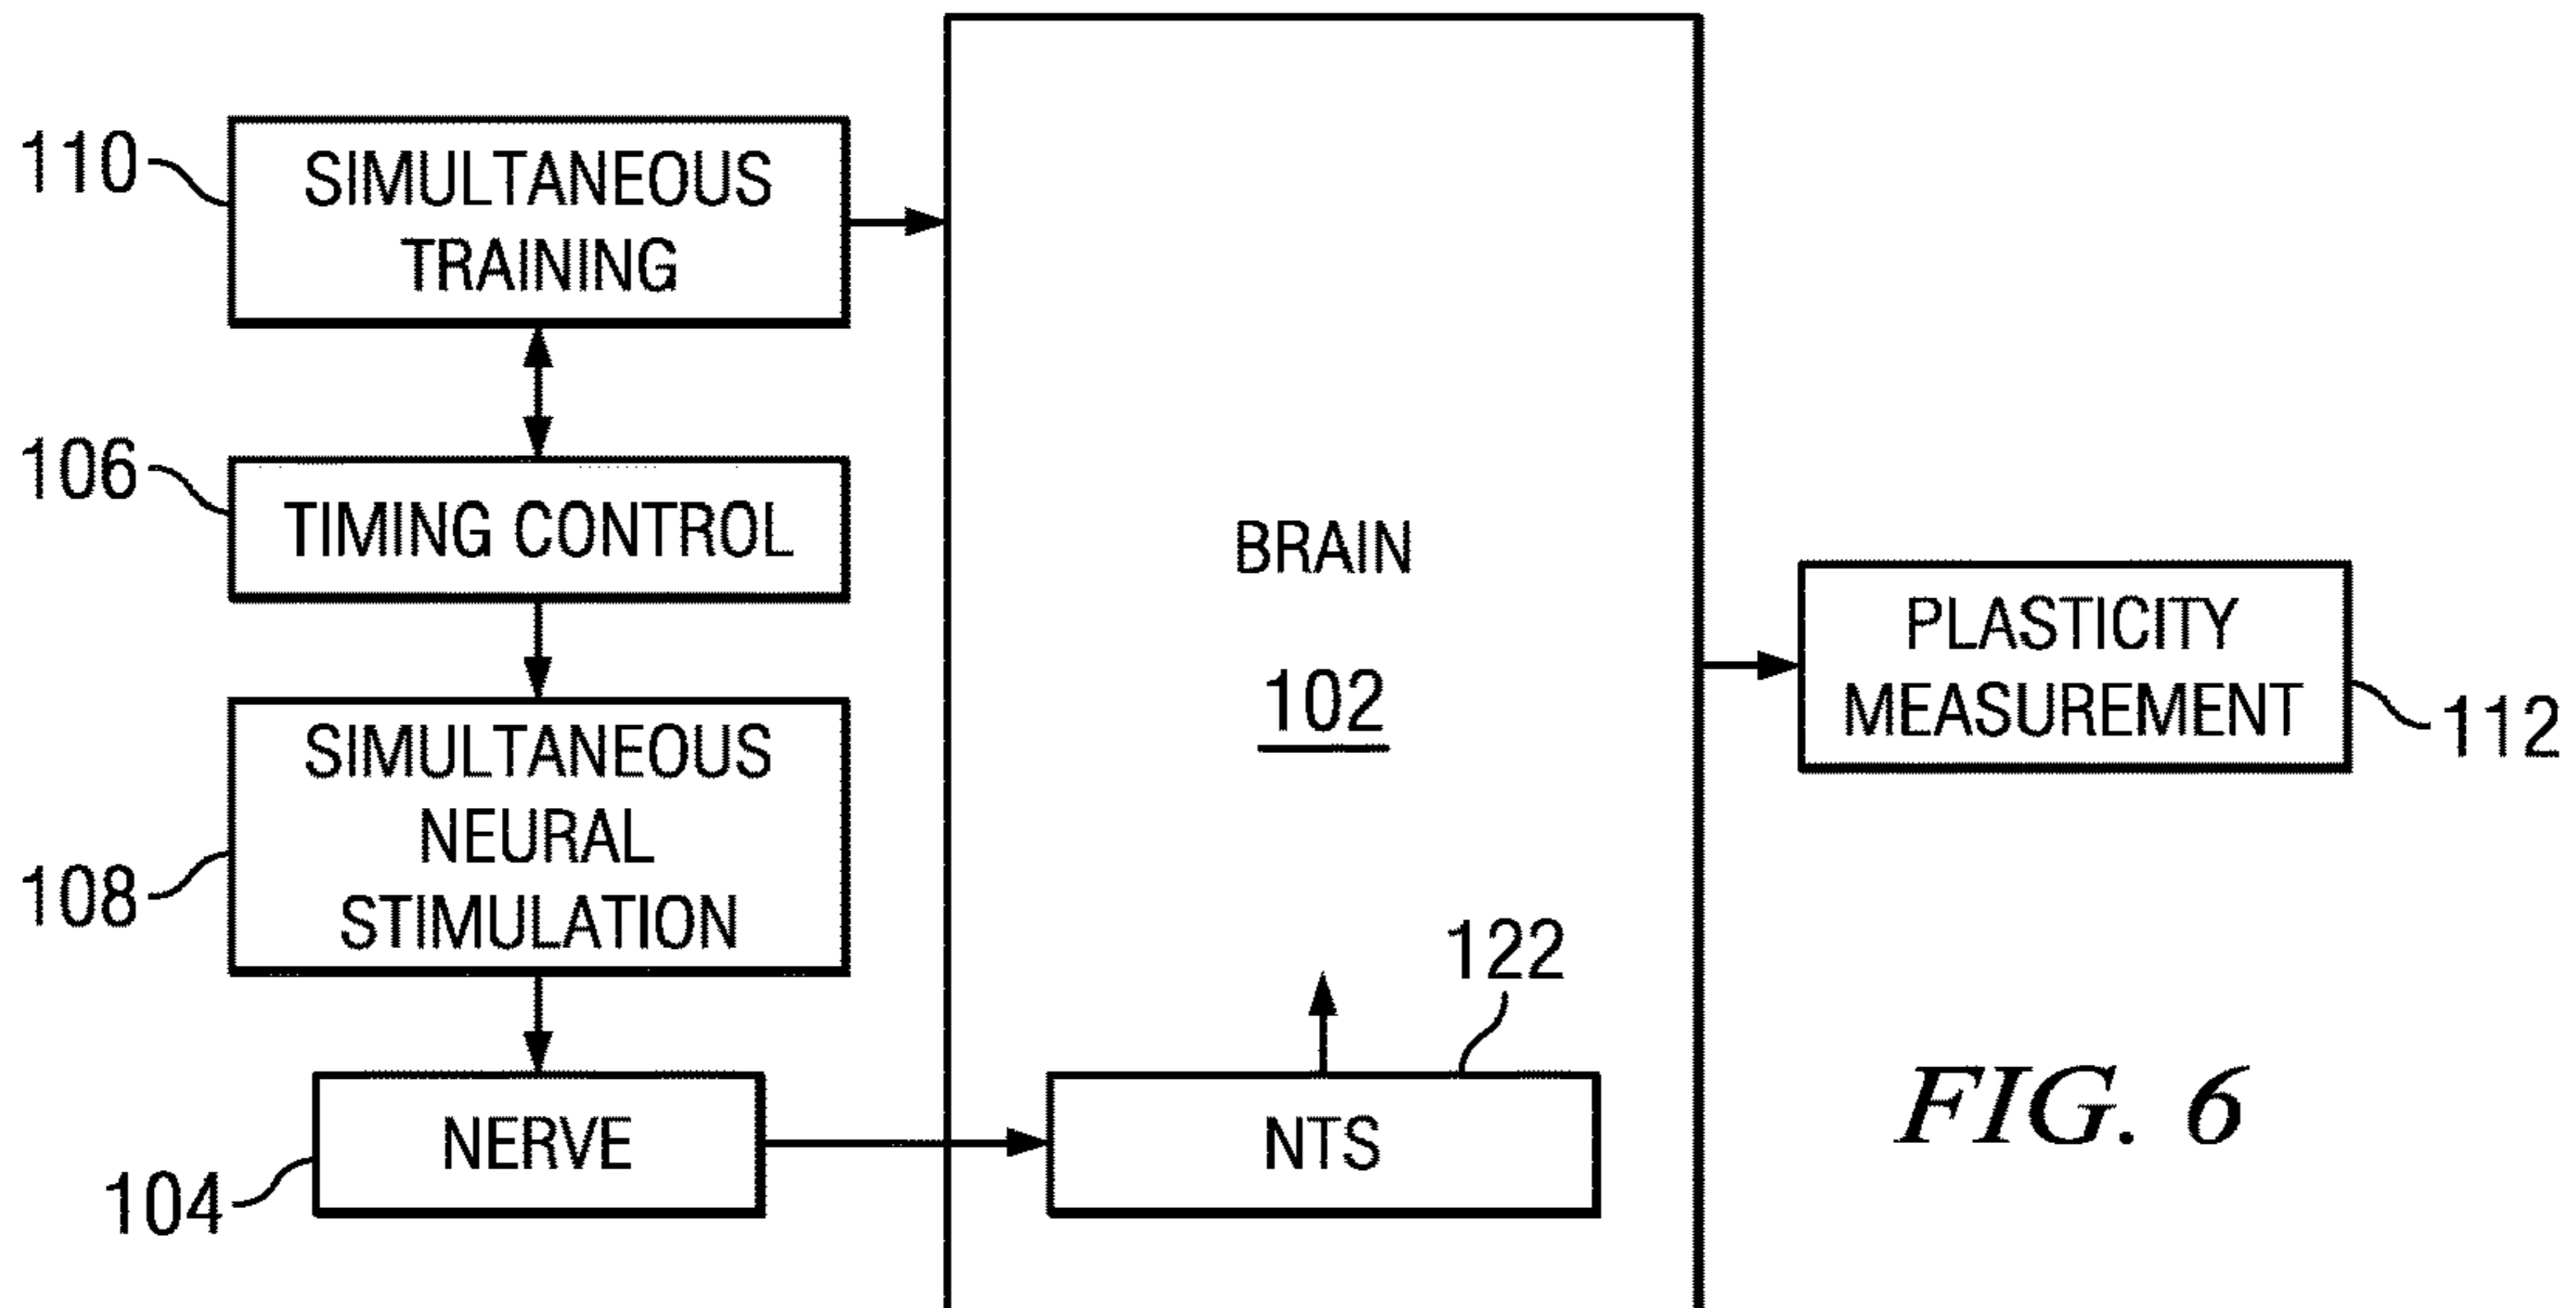 110
SIMULTANEOUS
TRAINING
106
TIMING CONTROL
108
SIMULTANEOUS
NEURAL
STIMULATION
104
NERVE
BRAIN
102
122
NTS
PLASTICITY
MEASUREMENT
112
FIG. 6